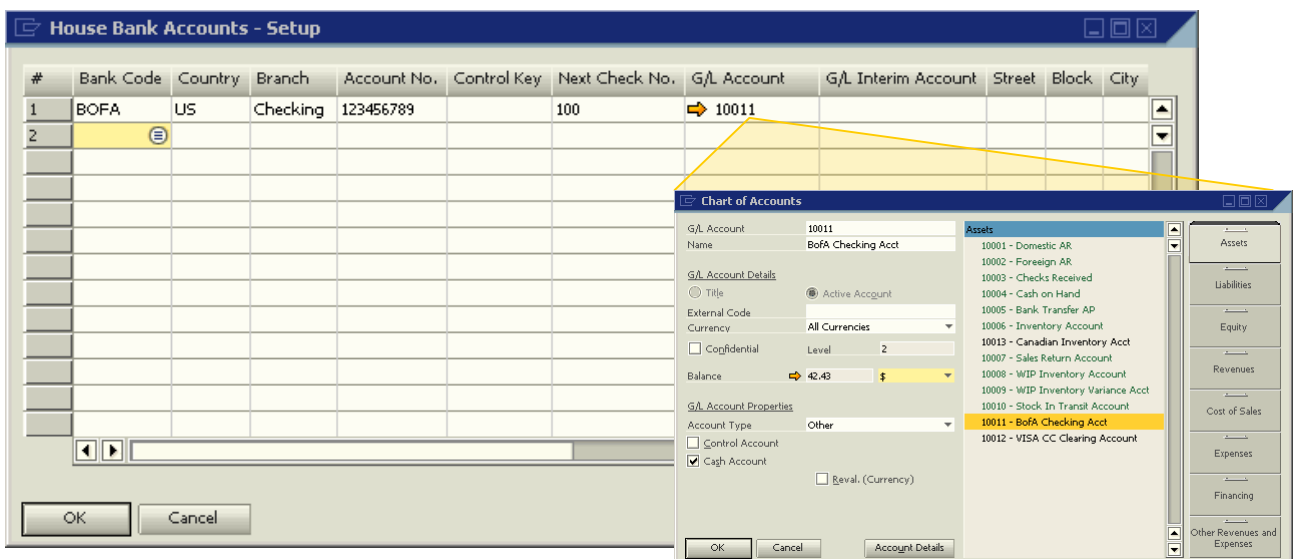 House Bank Accounts - Setup
# Bank Code Country Branch Account No. Control Key Next Check No. G/L Account G/L Interim Account Street Block City
1 BOFA US Checking 123456789 100 10011
2
OK Cancel
Chart of Accounts
G/L Account 10011
Name BofA Checking Acct
G/L Account Details
Title Active Account
External Code
Currency All Currencies
Confidential Level 2
Balance 42.43 $
G/L Account Properties
Account Type Other
Control Account
Cash Account
Reval. (Currency)
OK Cancel Account Details
Assets
10001 - Domestic AR
10002 - Foreeign AR
10003 - Checks Received
10004 - Cash on Hand
10005 - Bank Transfer AP
10006 - Inventory Account
10013 - Canadian Inventory Acct
10007 - Sales Return Account
10008 - WIP Inventory Account
10009 - WIP Inventory Variance Acct
10010 - Stock In Transit Account
10011 - BofA Checking Acct
10012 - VISA CC Clearing Account
Assets
Liabilities
Equity
Revenues
Cost of Sales
Expenses
Financing
Other Revenues and
Expenses